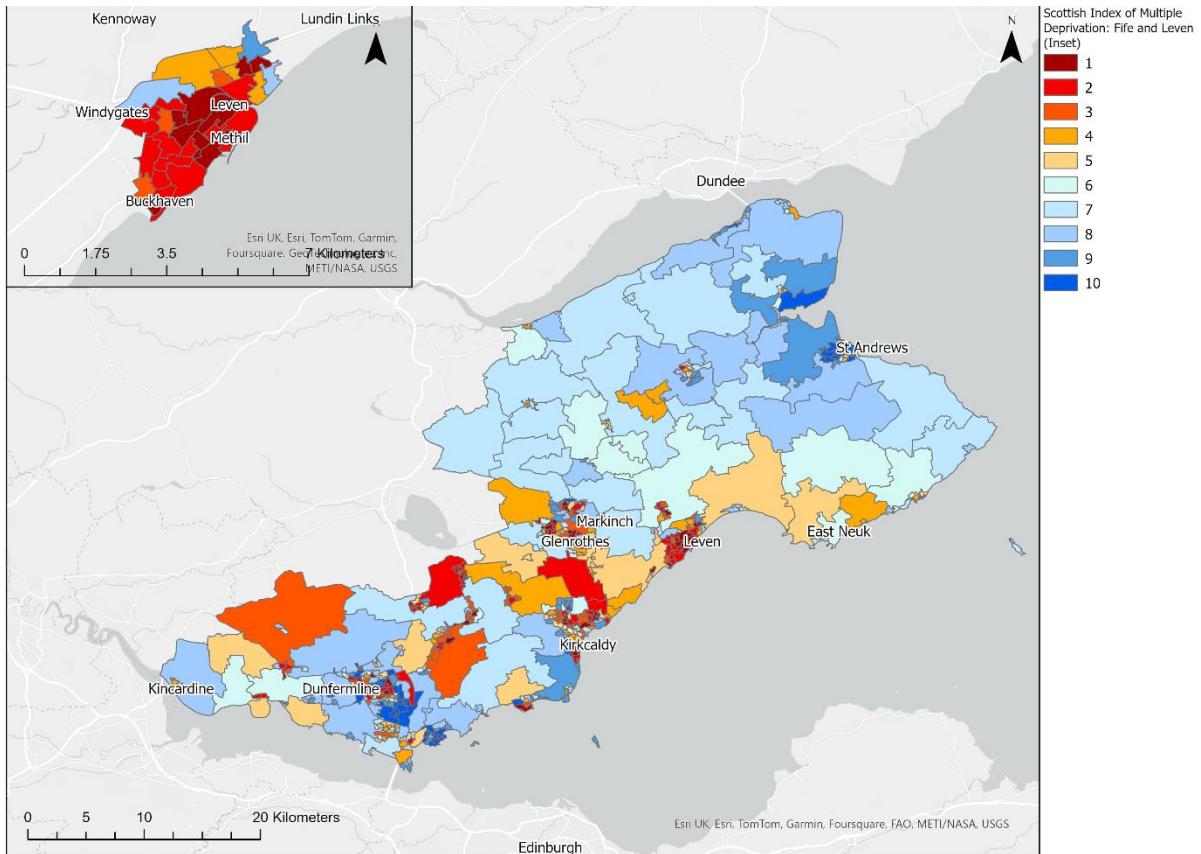 Kennoway
Lundin Links
Windygates
Leven
Methil
Buckhaven
Esri UK, Esri, TomTom, Garmin,
Foursquare, GeoTechnologies, Inc,
METI/NASA, USGS
0 1.75 3.5 7 Kilometers
N
Scottish Index of Multiple
Deprivation: Fife and Leven
(Inset)
1
2
3
4
5
6
7
8
9
10
Dundee
St Andrews
Markinch
Glenrothes
Leven
East Neuk
Kirkcaldy
Kincardine
Dunfermline
0 5 10 20 Kilometers
Esri UK, Esri, TomTom, Garmin, Foursquare, FAO, METI/NASA, USGS
Edinburgh